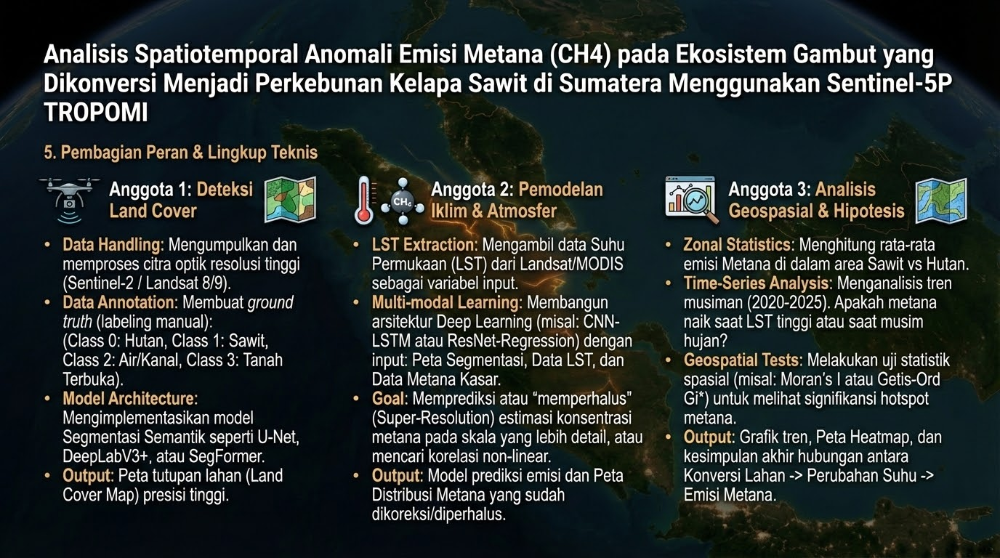 Analisis Spatiotemporal Anomali Emisi Metana (CH4) pada Ekosistem Gambut yang
Dikonversi Menjadi Perkebunan Kelapa Sawit di Sumatera Menggunakan Sentinel-5P
TROPOMI
5. Pembagian Peran & Lingkup Teknis
Anggota 1: Deteksi
Land Cover
• Data Handling: Mengumpulkan dan
memproses citra optik resolusi tinggi
(Sentinel-2 / Landsat 8/9).
• Data Annotation: Membuat ground
truth (labeling manual):
(Class 0: Hutan, Class 1: Sawit,
Class 2: Air/Kanal, Class 3: Tanah
Terbuka).
• Model Architecture:
Mengimplementasikan model
Segmentasi Semantik seperti U-Net,
DeepLabV3+, atau SegFormer.
• Output: Peta tutupan lahan (Land
Cover Map) presisi tinggi.
CH₄
Anggota 2: Pemodelan
Iklim & Atmosfer
• LST Extraction: Mengambil data Suhu
Permukaan (LST) dari Landsat/MODIS
sebagai variabel input.
• Multi-modal Learning: Membangun
arsitektur Deep Learning (misal: CNN-
LSTM atau ResNet-Regression) dengan
input: Peta Segmentasi, Data LST, dan
Data Metana Kasar.
• Goal: Memprediksi atau “memperhalus”
(Super-Resolution) estimasi konsentrasi
metana pada skala yang lebih detail, atau
mencari korelasi non-linear.
• Output: Model prediksi emisi dan Peta
Distribusi Metana yang sudah
dikoreksi/diperhalus.
Anggota 3: Analisis
Geospasial & Hipotesis
• Zonal Statistics: Menghitung rata-rata
emisi Metana di dalam area Sawit vs Hutan.
• Time-Series Analysis: Menganalisis tren
musiman (2020-2025). Apakah metana
naik saat LST tinggi atau saat musim
hujan?
• Geospatial Tests: Melakukan uji statistik
spasial (misal: Moran’s I atau Getis-Ord
Gi*) untuk melihat signifikansi hotspot
metana.
• Output: Grafik tren, Peta Heatmap, dan
kesimpulan akhir hubungan antara
Konversi Lahan -> Perubahan Suhu ->
Emisi Metana.